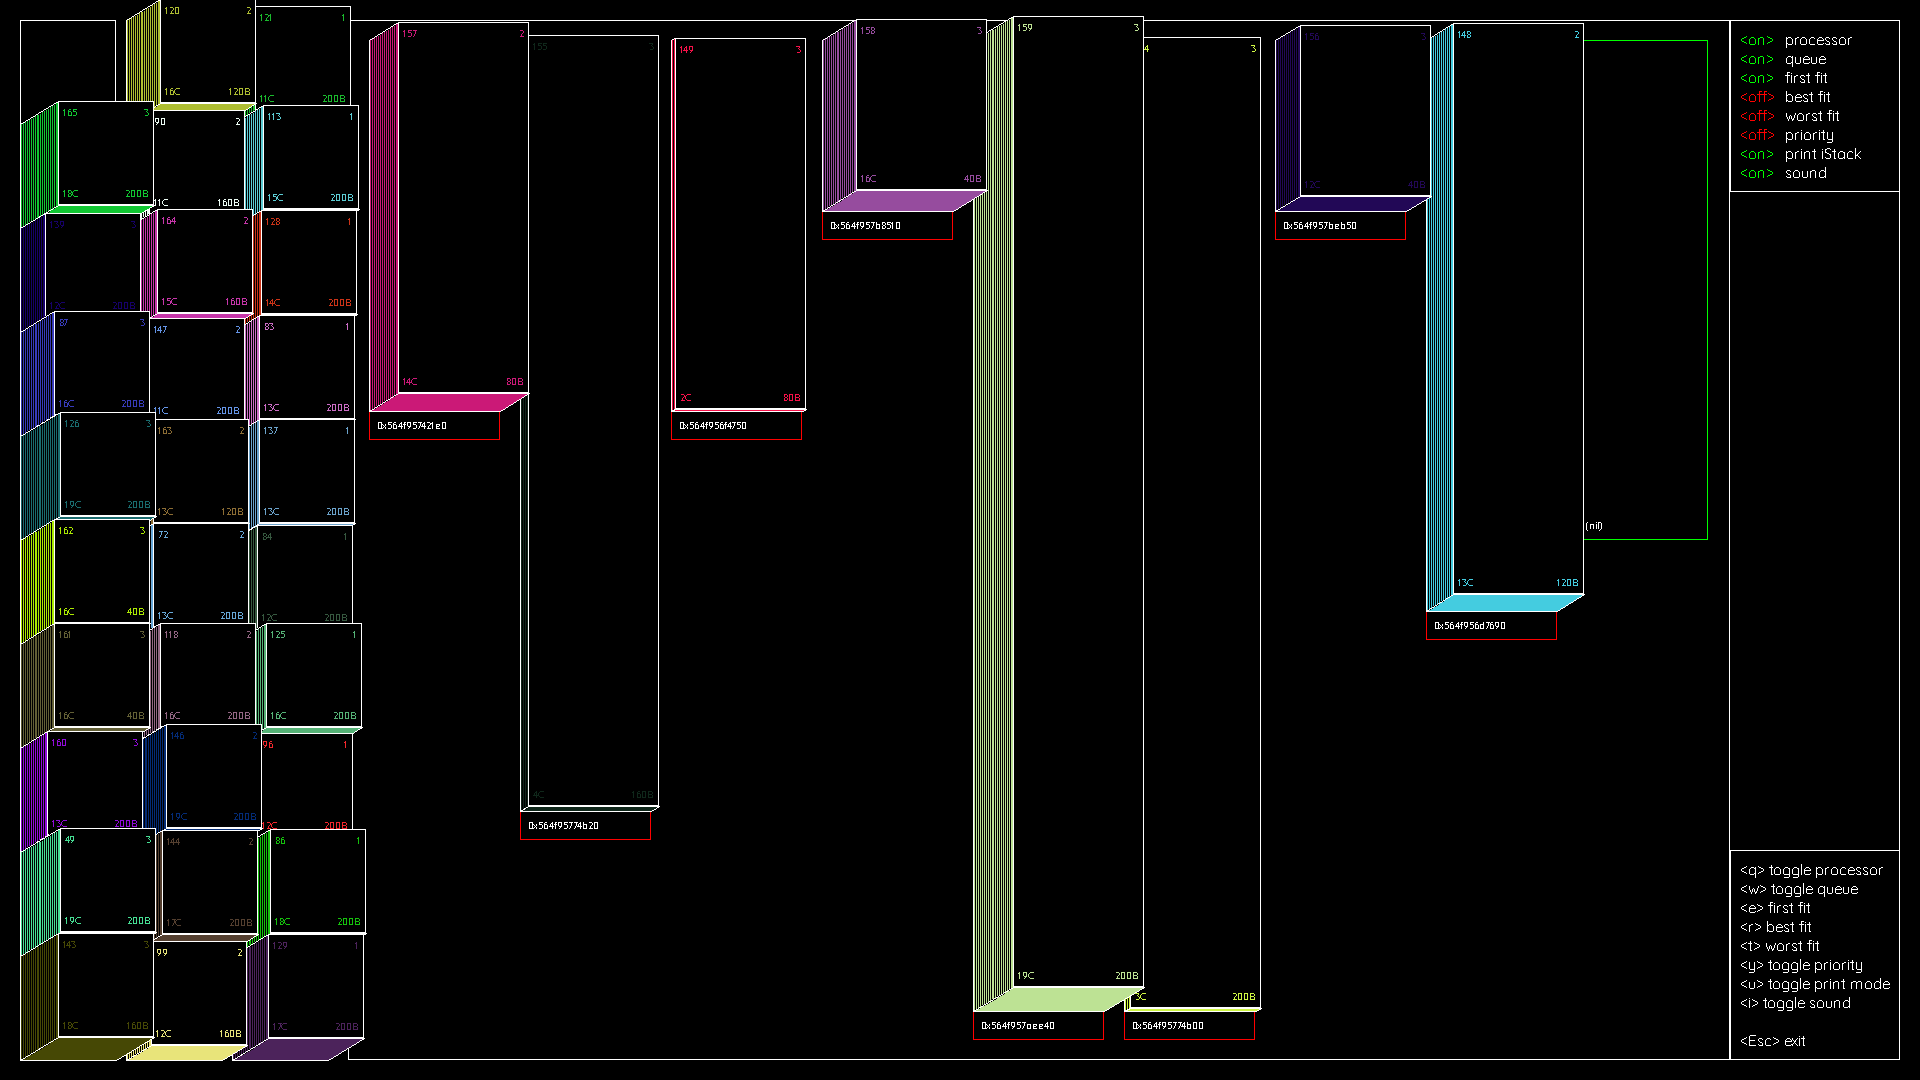 120 2
16C 120B
121 1
11C 200B
165 3
18C 200B
90 2
11C 160B
113 1
15C 200B
139 3
12C 200B
164 2
15C 160B
128 1
14C 200B
87 3
16C 200B
147 2
11C 200B
83 1
13C 200B
126 3
19C 200B
163 2
13C 120B
137 1
13C 200B
162 3
16C 40B
72 2
13C 200B
84 1
12C 200B
161 3
16C 40B
118 2
16C 200B
125 1
16C 200B
160 3
13C 200B
146 2
19C 200B
96 1
12C 200B
49 3
19C 200B
144 2
17C 200B
86 1
18C 200B
143 3
18C 160B
99 2
12C 160B
129 1
17C 200B
157 2
14C 80B
0x564f957421e0
155 3
4C 160B
0x564f95774b20
149 3
2C 80B
0x564f956f4750
158 3
16C 40B
0x564f957b8510
159 3
19C 200B
0x564f957aee40
4 3
3C 200B
0x564f95774b00
156 3
12C 40B
0x564f957beb50
148 2
13C 120B
0x564f956d7690
(nil)
<on> processor
<on> queue
<on> first fit
<off> best fit
<off> worst fit
<off> priority
<on> print iStack
<on> sound
<q> toggle processor
<w> toggle queue
<e> first fit
<r> best fit
<t> worst fit
<y> toggle priority
<u> toggle print mode
<i> toggle sound
<Esc> exit